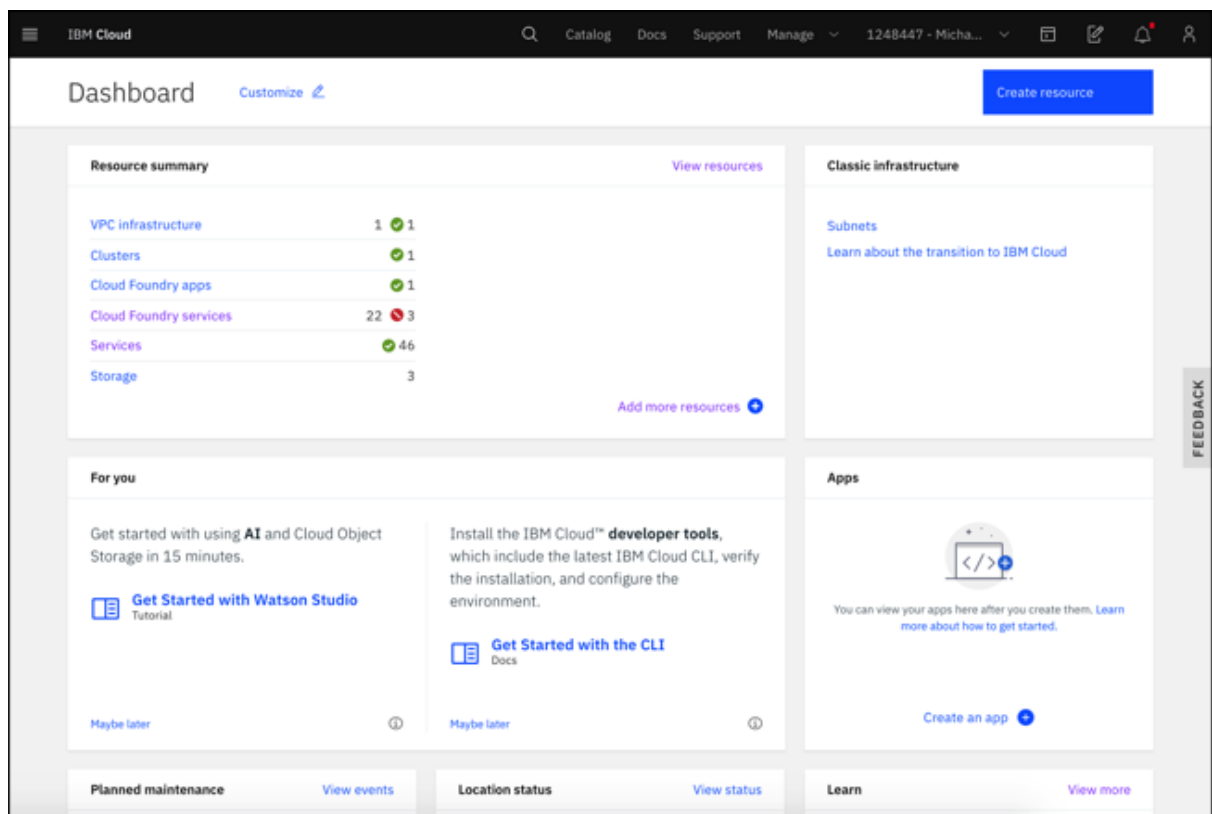 IBM Cloud
Catalog
Docs
Support
Manage
1248447 - Micha...
Dashboard
Customize
Create resource
Resource summary
View resources
VPC infrastructure 1 1
Clusters 1
Cloud Foundry apps 1
Cloud Foundry services 22 3
Services 46
Storage 3
Add more resources
Classic infrastructure
Subnets
Learn about the transition to IBM Cloud
FEEDBACK
For you
Get started with using AI and Cloud Object
Storage in 15 minutes.
Get Started with Watson Studio
Tutorial
Maybe later
Install the IBM Cloud™ developer tools,
which include the latest IBM Cloud CLI, verify
the installation, and configure the
environment.
Get Started with the CLI
Docs
Maybe later
Apps
</>
You can view your apps here after you create them. Learn
more about how to get started.
Create an app
Planned maintenance
View events
Location status
View status
Learn
View more